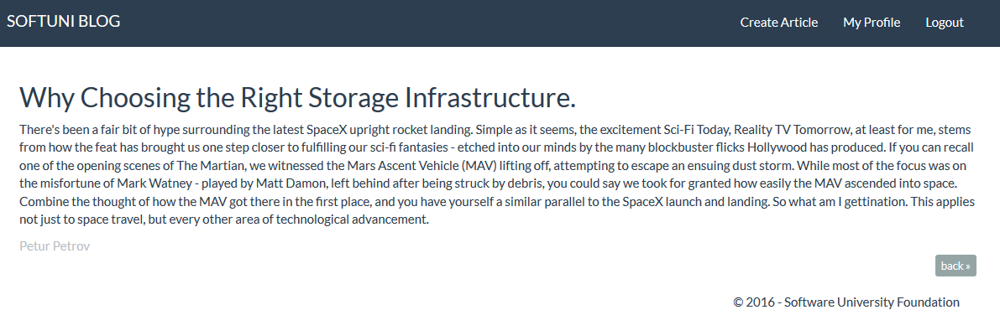 SOFTUNI BLOG
Create Article
My Profile
Logout
Why Choosing the Right Storage Infrastructure.
There's been a fair bit of hype surrounding the latest SpaceX upright rocket landing. Simple as it seems, the excitement Sci-Fi Today, Reality TV Tomorrow, at least for me, stems
from how the feat has brought us one step closer to fulfilling our sci-fi fantasies - etched into our minds by the many blockbuster flicks Hollywood has produced. If you can recall
one of the opening scenes of The Martian, we witnessed the Mars Ascent Vehicle (MAV) lifting off, attempting to escape an ensuing dust storm. While most of the focus was on
the misfortune of Mark Watney - played by Matt Damon, left behind after being struck by debris, you could say we took for granted how easily the MAV ascended into space.
Combine the thought of how the MAV got there in the first place, and you have yourself a similar parallel to the SpaceX launch and landing. So what am I gettination. This applies
not just to space travel, but every other area of technological advancement.
Petur Petrov
back »
© 2016 - Software University Foundation